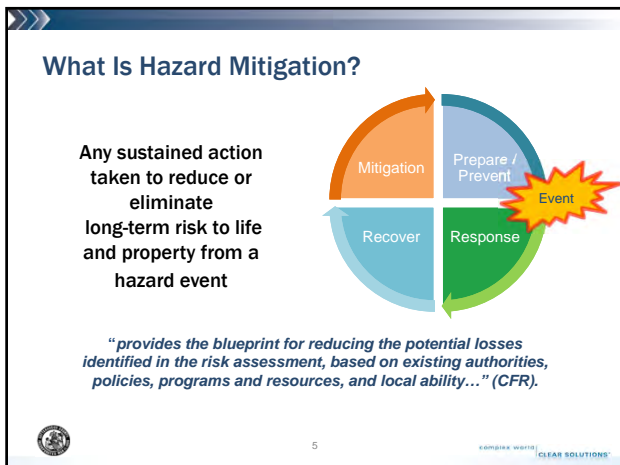 What Is Hazard Mitigation?
Any sustained action
taken to reduce or
eliminate
long-term risk to life
and property from a
hazard event
Mitigation
Prepare /
Prevent
Event
Recover
Response
“provides the blueprint for reducing the potential losses
identified in the risk assessment, based on existing authorities,
policies, programs and resources, and local ability…” (CFR).
5
complex world
CLEAR SOLUTIONS™